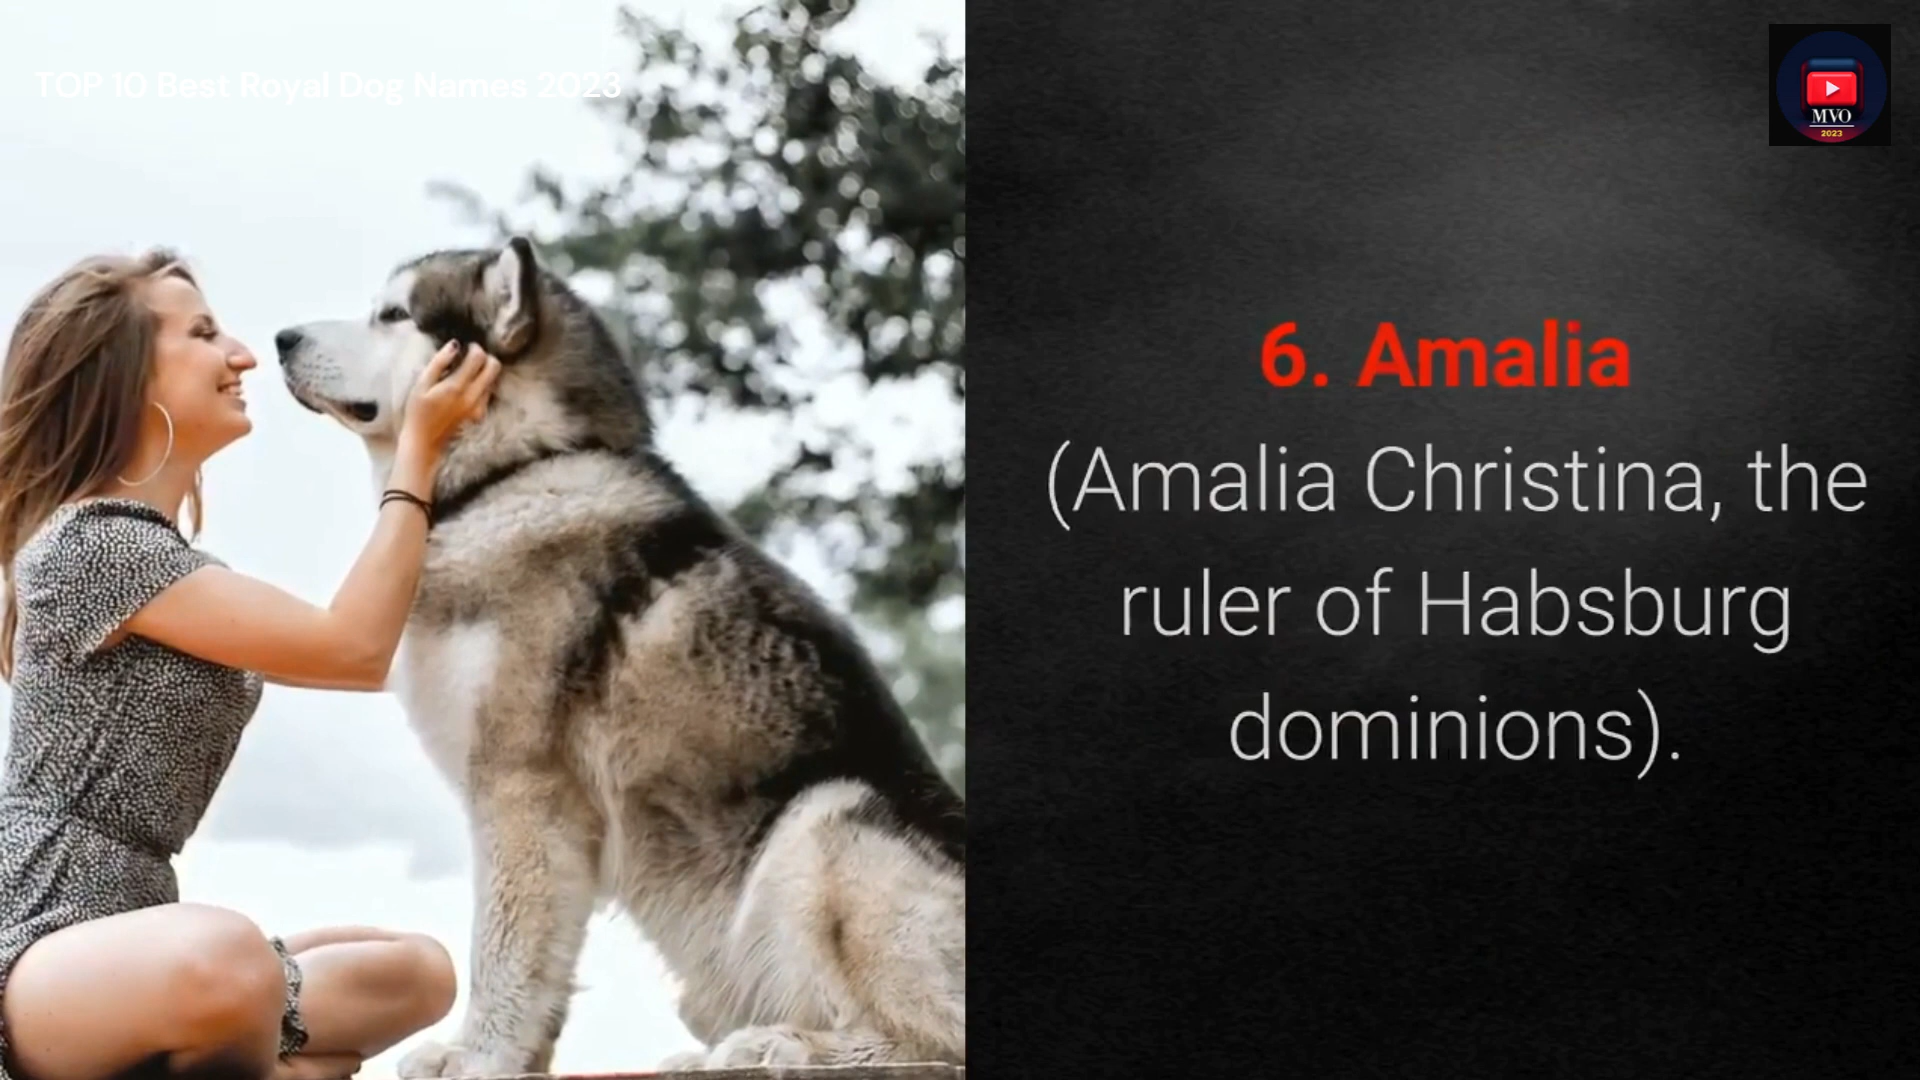 TOP 10 Best Royal Dog Names 2023
MVO
2023
6. Amalia
(Amalia Christina, the
ruler of Habsburg
dominions).